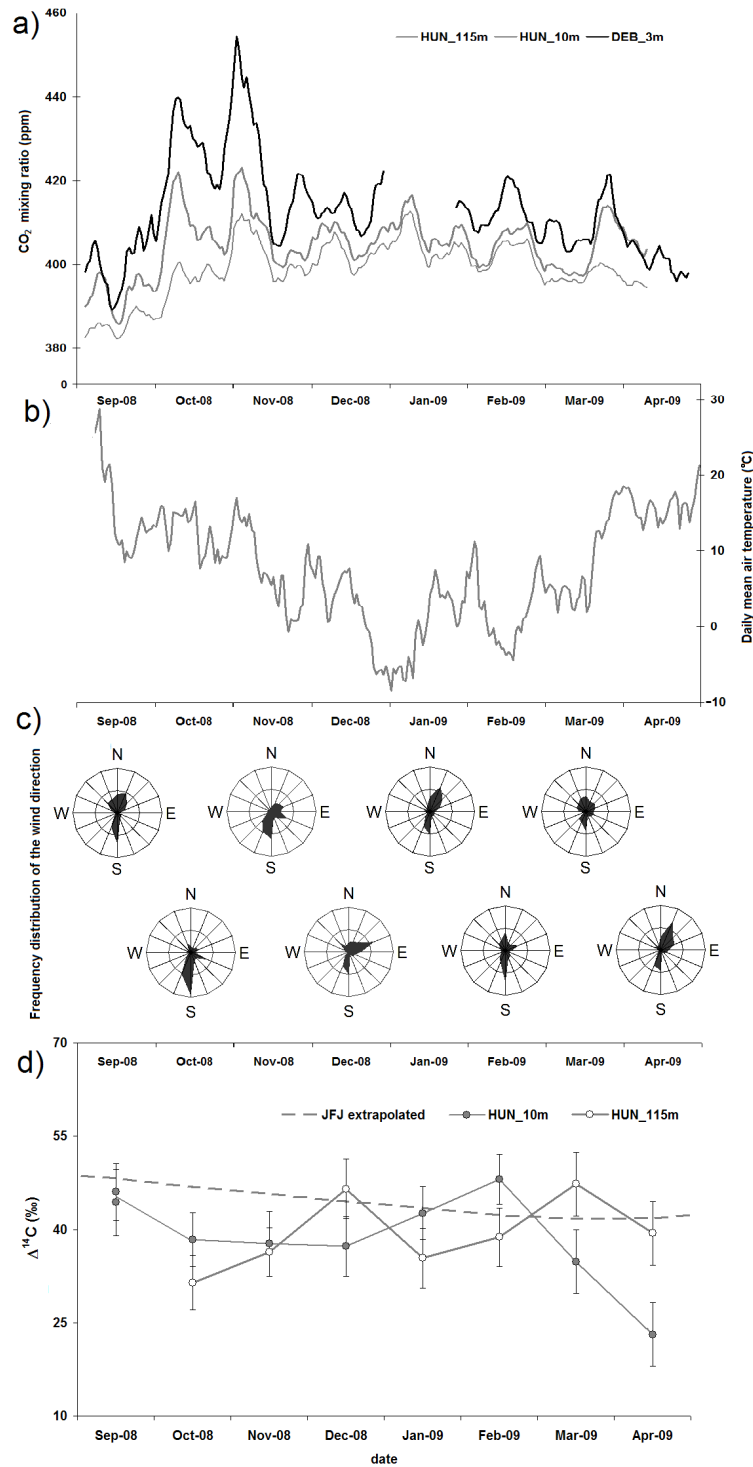 a)
460
HUN_115m HUN_10m DEB_3m
440
420
400
380
0
CO2 mixing ratio (ppm)
Sep-08 Oct-08 Nov-08 Dec-08 Jan-09 Feb-09 Mar-09 Apr-09
b)
30
20
10
0
−10
Daily mean air temperature (°C)
Sep-08 Oct-08 Nov-08 Dec-08 Jan-09 Feb-09 Mar-09 Apr-09
c)
Frequency distribution of the wind direction
N N N N
W E W E W E W E
S S S S
N N N N
W E W E W E W E
S S S S
d)
70
Sep-08 Oct-08 Nov-08 Dec-08 Jan-09 Feb-09 Mar-09 Apr-09
JFJ extrapolated HUN_10m HUN_115m
55
40
25
10
Δ14C (‰)
Sep-08 Oct-08 Nov-08 Dec-08 Jan-09 Feb-09 Mar-09 Apr-09
date